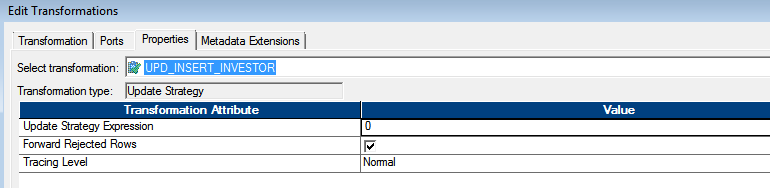 Edit Transformations
Transformation Ports Properties Metadata Extensions
Select transformation: UPD_INSERT_INVESTOR
Transformation type: Update Strategy
Transformation Attribute Value
Update Strategy Expression 0
Forward Rejected Rows
Tracing Level Normal